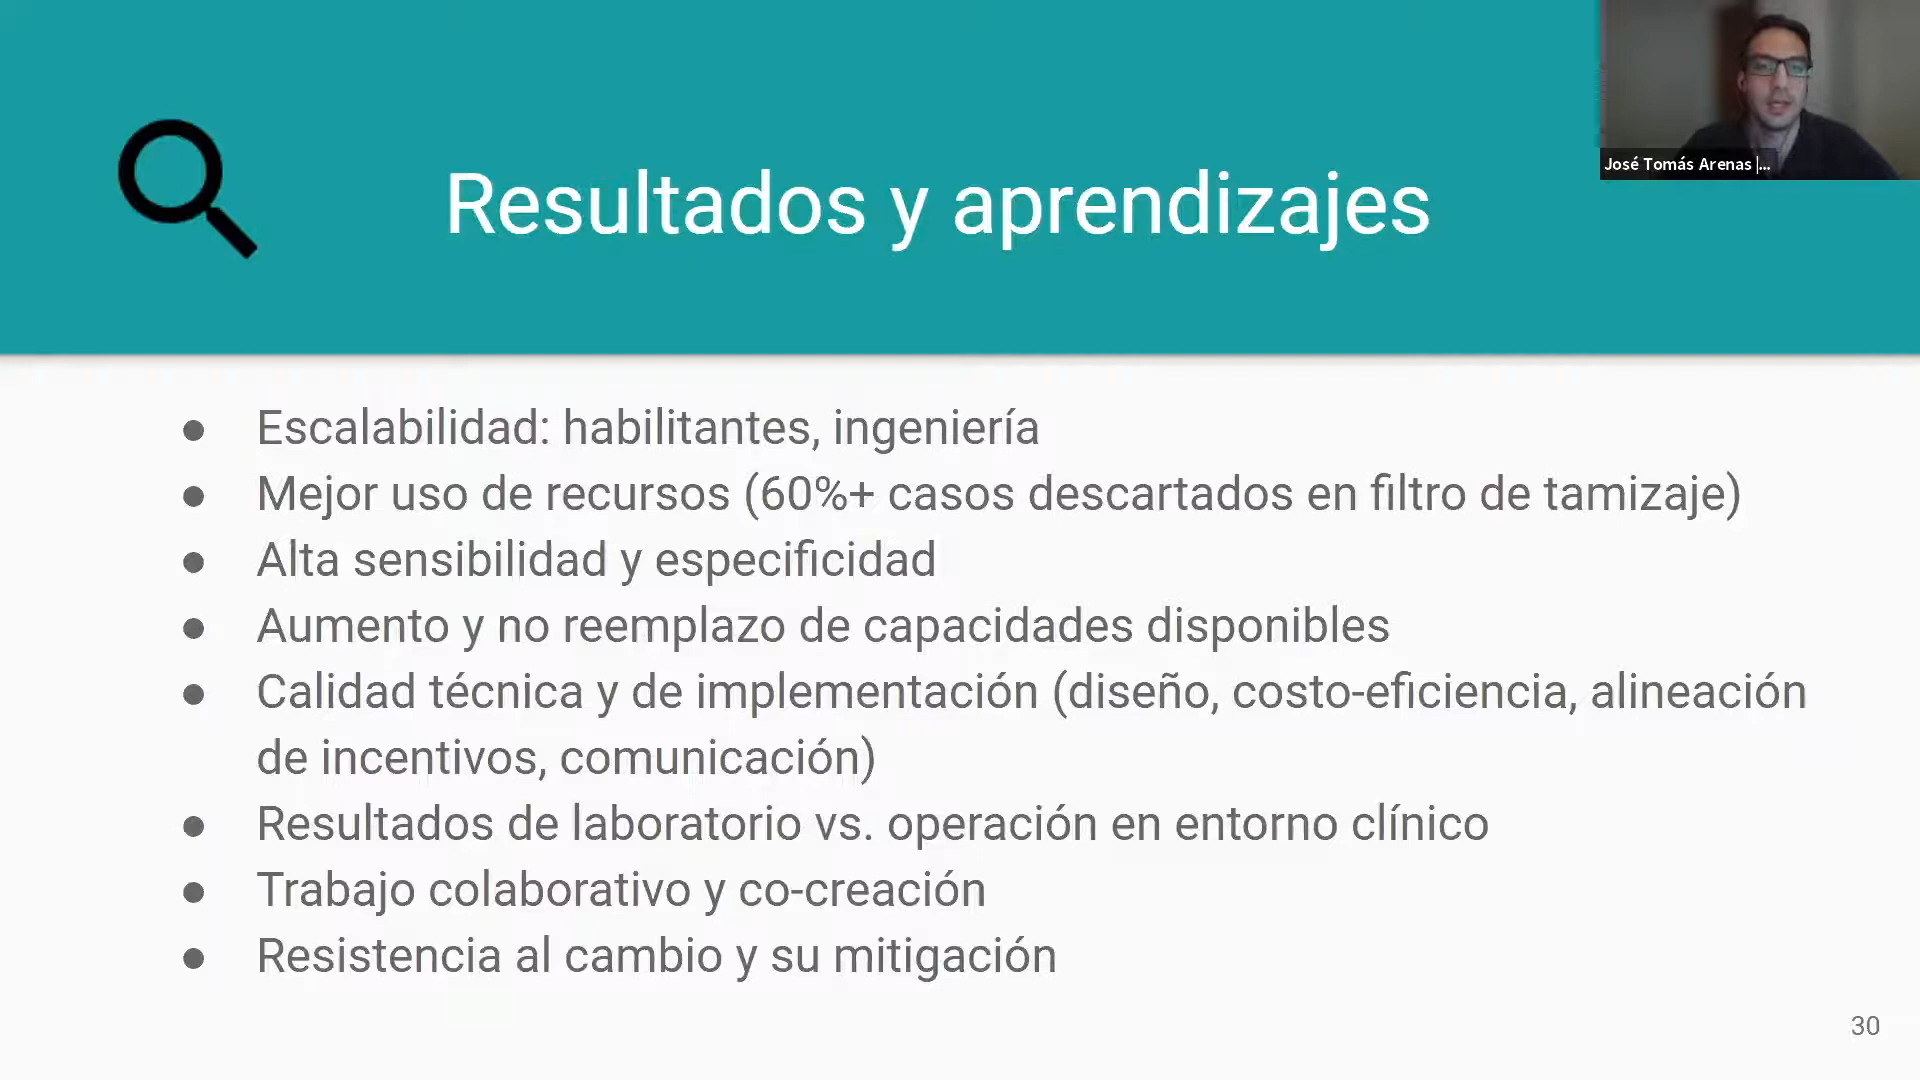 José Tomás Arenas |...
Resultados y aprendizajes
● Escalabilidad: habilitantes, ingeniería
● Mejor uso de recursos (60%+ casos descartados en filtro de tamizaje)
● Alta sensibilidad y especificidad
● Aumento y no reemplazo de capacidades disponibles
● Calidad técnica y de implementación (diseño, costo-eficiencia, alineación
de incentivos, comunicación)
● Resultados de laboratorio vs. operación en entorno clínico
● Trabajo colaborativo y co-creación
● Resistencia al cambio y su mitigación
30